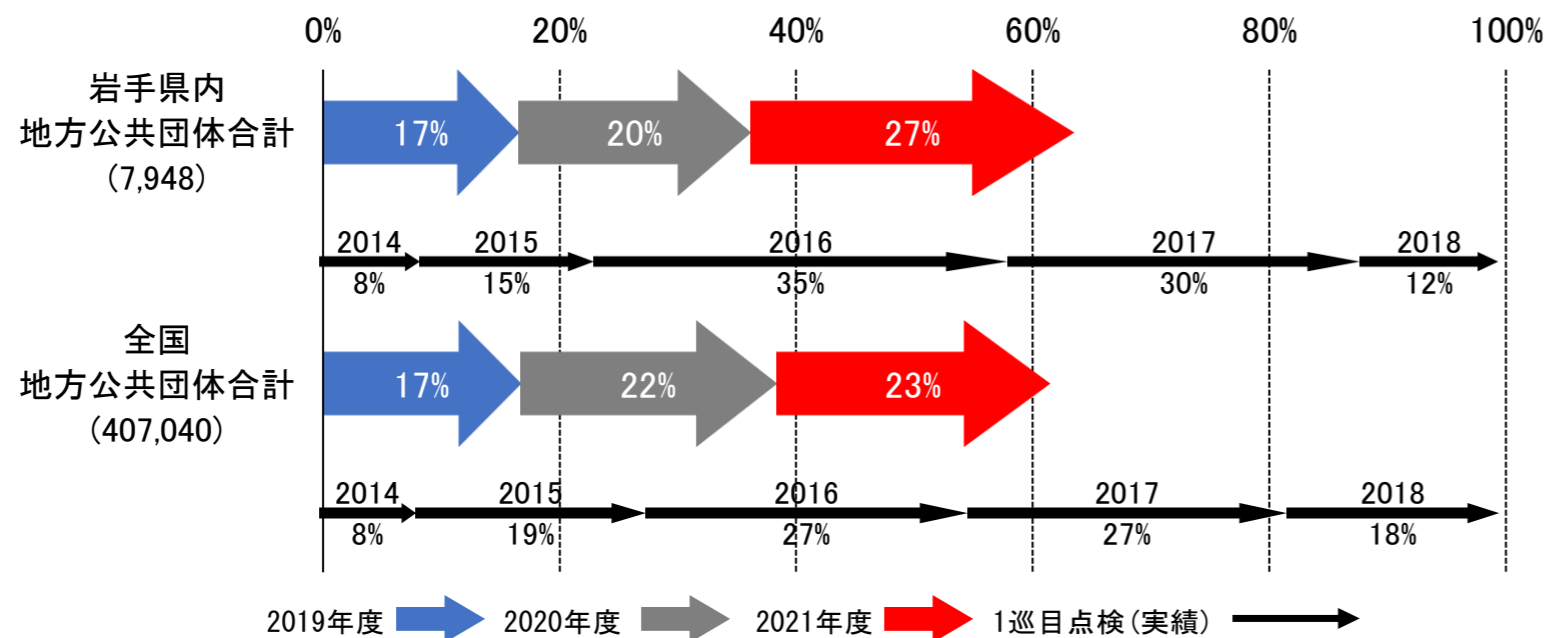 0% 20% 40% 60% 80% 100%
岩手県内
地方公共団体合計
(7,948)
17% 20% 27%
2014 2015 2016 2017 2018
8% 15% 35% 30% 12%
全国
地方公共団体合計
(407,040)
17% 22% 23%
2014 2015 2016 2017 2018
8% 19% 27% 27% 18%
2019年度 2020年度 2021年度 1巡目点検(実績)